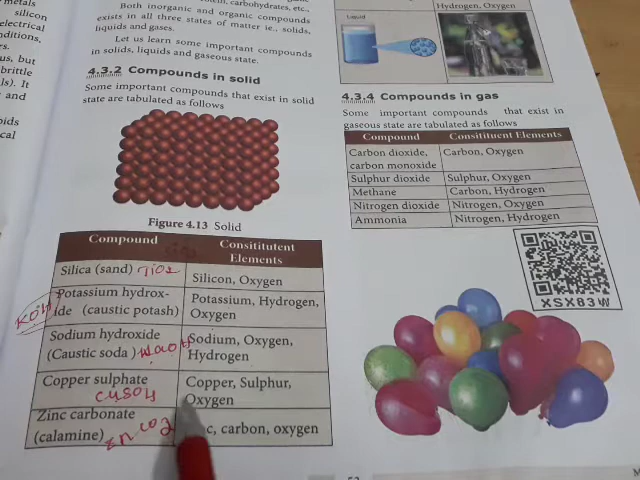 metals
silicon
electrical
onditions,
rs.
us, but
brittle
ls). It
r and
oids
cal
carbohydrates, etc.,
Both inorganic and organic compounds
exists in all three states of matter ie., solids,
liquids and gases.
Let us learn some important compounds
in solids, liquids and gaseous state.
4.3.2 Compounds in solid
Some important compounds that exist in solid
state are tabulated as follows
Figure 4.13 Solid
Compound Consititutent Elements
Silica (sand) TiO2 Silicon, Oxygen
KOH Potassium hydrox-
ide (caustic potash) Potassium, Hydrogen, Oxygen
Sodium hydroxide
(Caustic soda) NaOH Sodium, Oxygen, Hydrogen
Copper sulphate CuSO4 Copper, Sulphur, Oxygen
Zinc carbonate
(calamine) ZnCO2 c, carbon, oxygen
Hydrogen, Oxygen
Liquid
4.3.4 Compounds in gas
Some important compounds that exist in
gaseous state are tabulated as follows
Compound Consitituent Elements
Carbon dioxide,
carbon monoxide Carbon, Oxygen
Sulphur dioxide Sulphur, Oxygen
Methane Carbon, Hydrogen
Nitrogen dioxide Nitrogen, Oxygen
Ammonia Nitrogen, Hydrogen
XSX83W